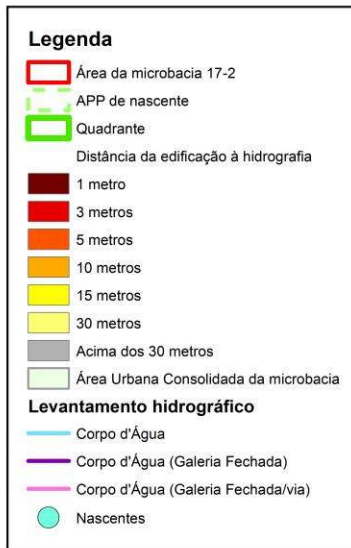 Legenda
Área da microbacia 17-2
APP de nascente
Quadrante
Distância da edificação à hidrografia
1 metro
3 metros
5 metros
10 metros
15 metros
30 metros
Acima dos 30 metros
Área Urbana Consolidada da microbacia
Levantamento hidrográfico
Corpo d'Água
Corpo d'Água (Galeria Fechada)
Corpo d'Água (Galeria Fechada/via)
Nascentes